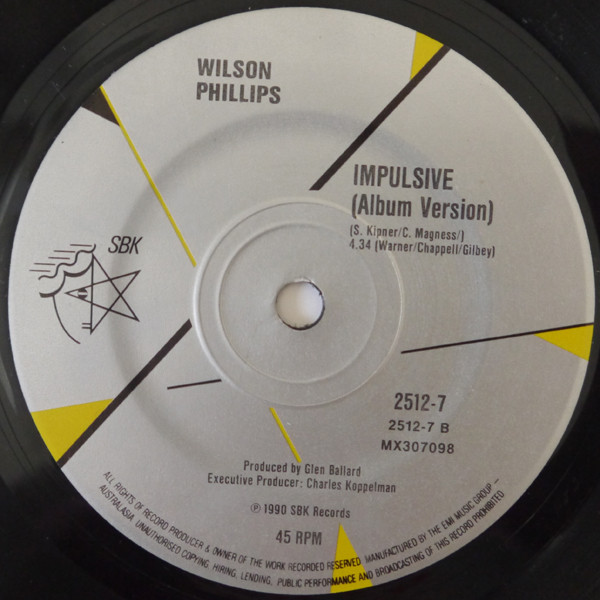 WILSON
PHILLIPS
IMPULSIVE
(Album Version)
(S. Kipner/C. Magness/)
4.34 (Warner/Chappell/Gilbey)
SBK
2512-7
2512-7 B
MX307098
Produced by Glen Ballard
Executive Producer: Charles Koppelman
℗ 1990 SBK Records
45 RPM
ALL RIGHTS OF RECORD PRODUCER & OWNER OF THE WORK RECORDED RESERVED. MANUFACTURED BY THE EMI MUSIC GROUP –
AUSTRALASIA. UNAUTHORISED COPYING, HIRING, LENDING, PUBLIC PERFORMANCE AND BROADCASTING OF THIS RECORD PROHIBITED